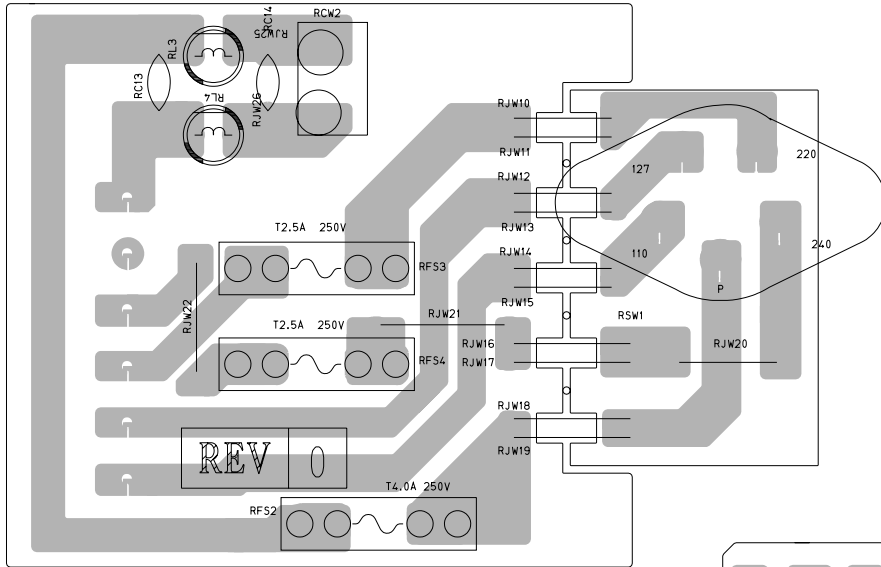 RC14
RCW2
RJW25
RL3
RC13
RL4
RJW26
RJW10
RJW11
127
220
RJW12
T2.5A 250V
RJW13
110
240
RJW14
RFS3
P
RJW15
RJW22
T2.5A 250V
RJW21
RSW1
RJW16
RJW20
RFS4
RJW17
RJW18
REV 0
RJW19
T4.0A 250V
RFS2